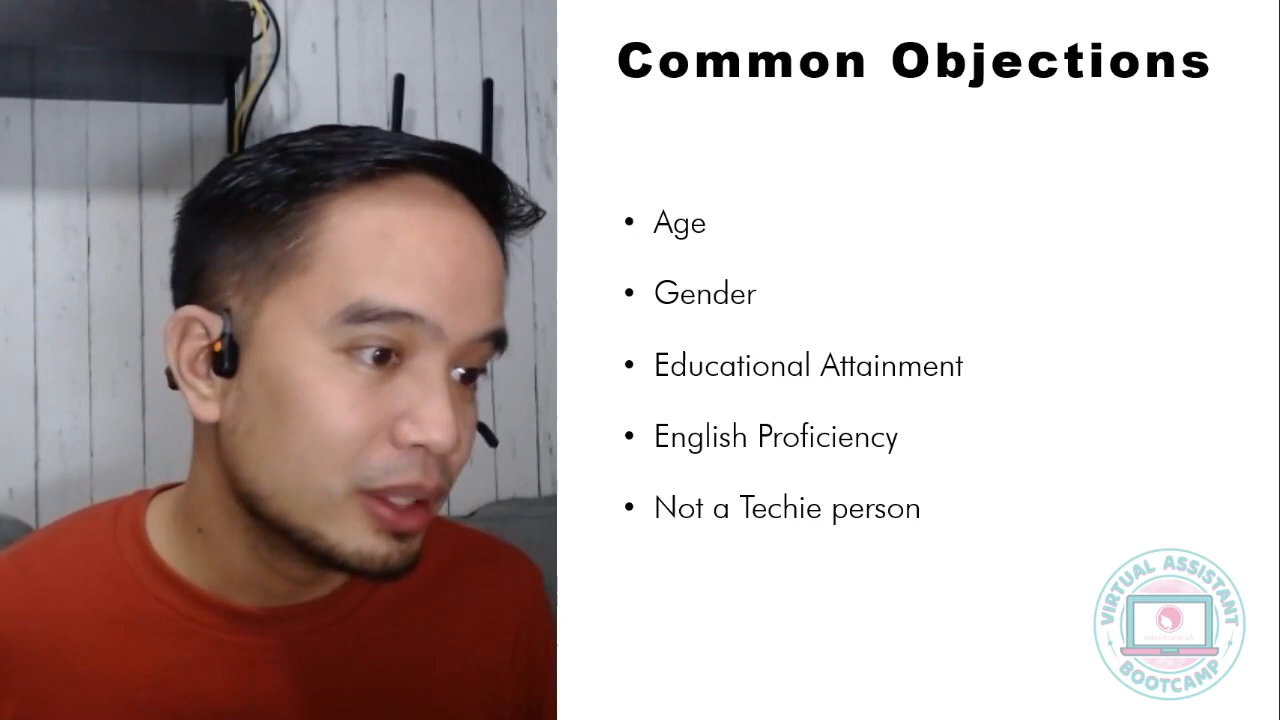 Common Objections
• Age
• Gender
• Educational Attainment
• English Proficiency
• Not a Techie person
VIRTUAL ASSISTANT
BOOTCAMP